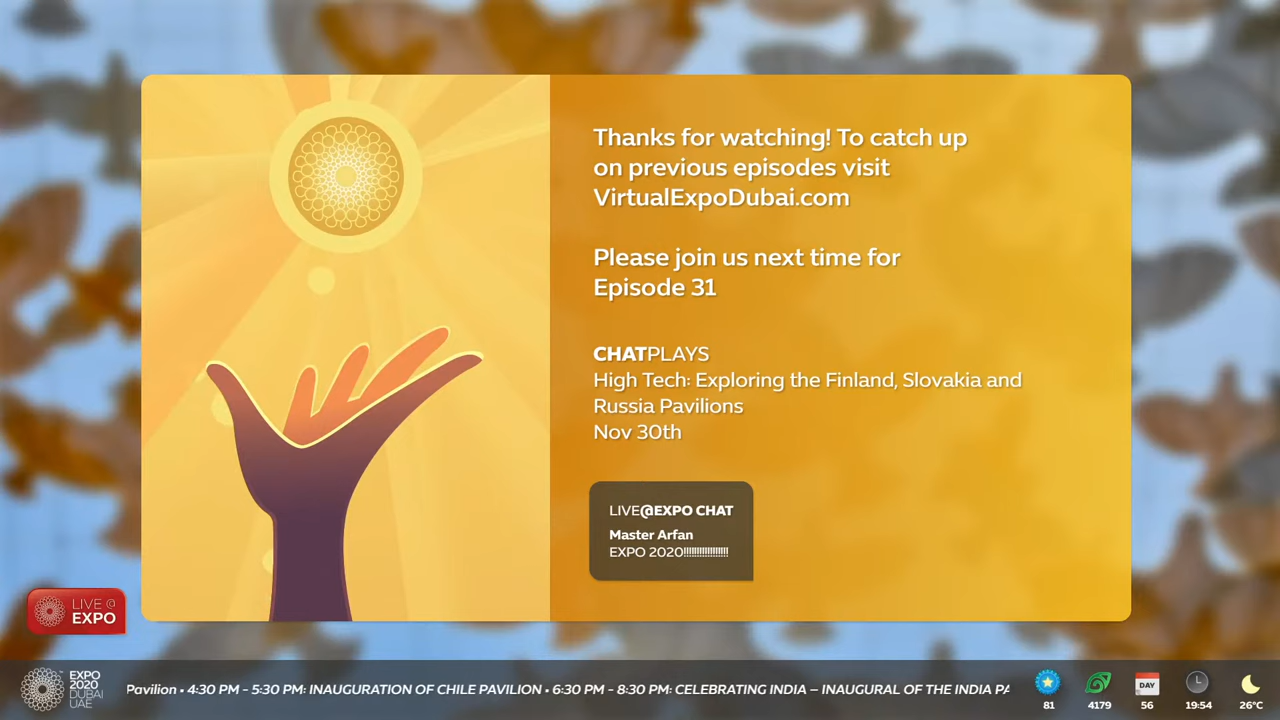 Thanks for watching! To catch up
on previous episodes visit
VirtualExpoDubai.com
Please join us next time for
Episode 31
CHATPLAYS
High Tech: Exploring the Finland, Slovakia and
Russia Pavilions
Nov 30th
LIVE@EXPO CHAT
Master Arfan
EXPO 2020!!!!!!!!!!!!!!!!!!
LIVE @
EXPO
EXPO
2020
DUBAI
UAE
Pavilion • 4:30 PM – 5:30 PM: INAUGURATION OF CHILE PAVILION • 6:30 PM – 8:30 PM: CELEBRATING INDIA – INAUGURAL OF THE INDIA PA
DAY
81
4179
56
19:54
26°C